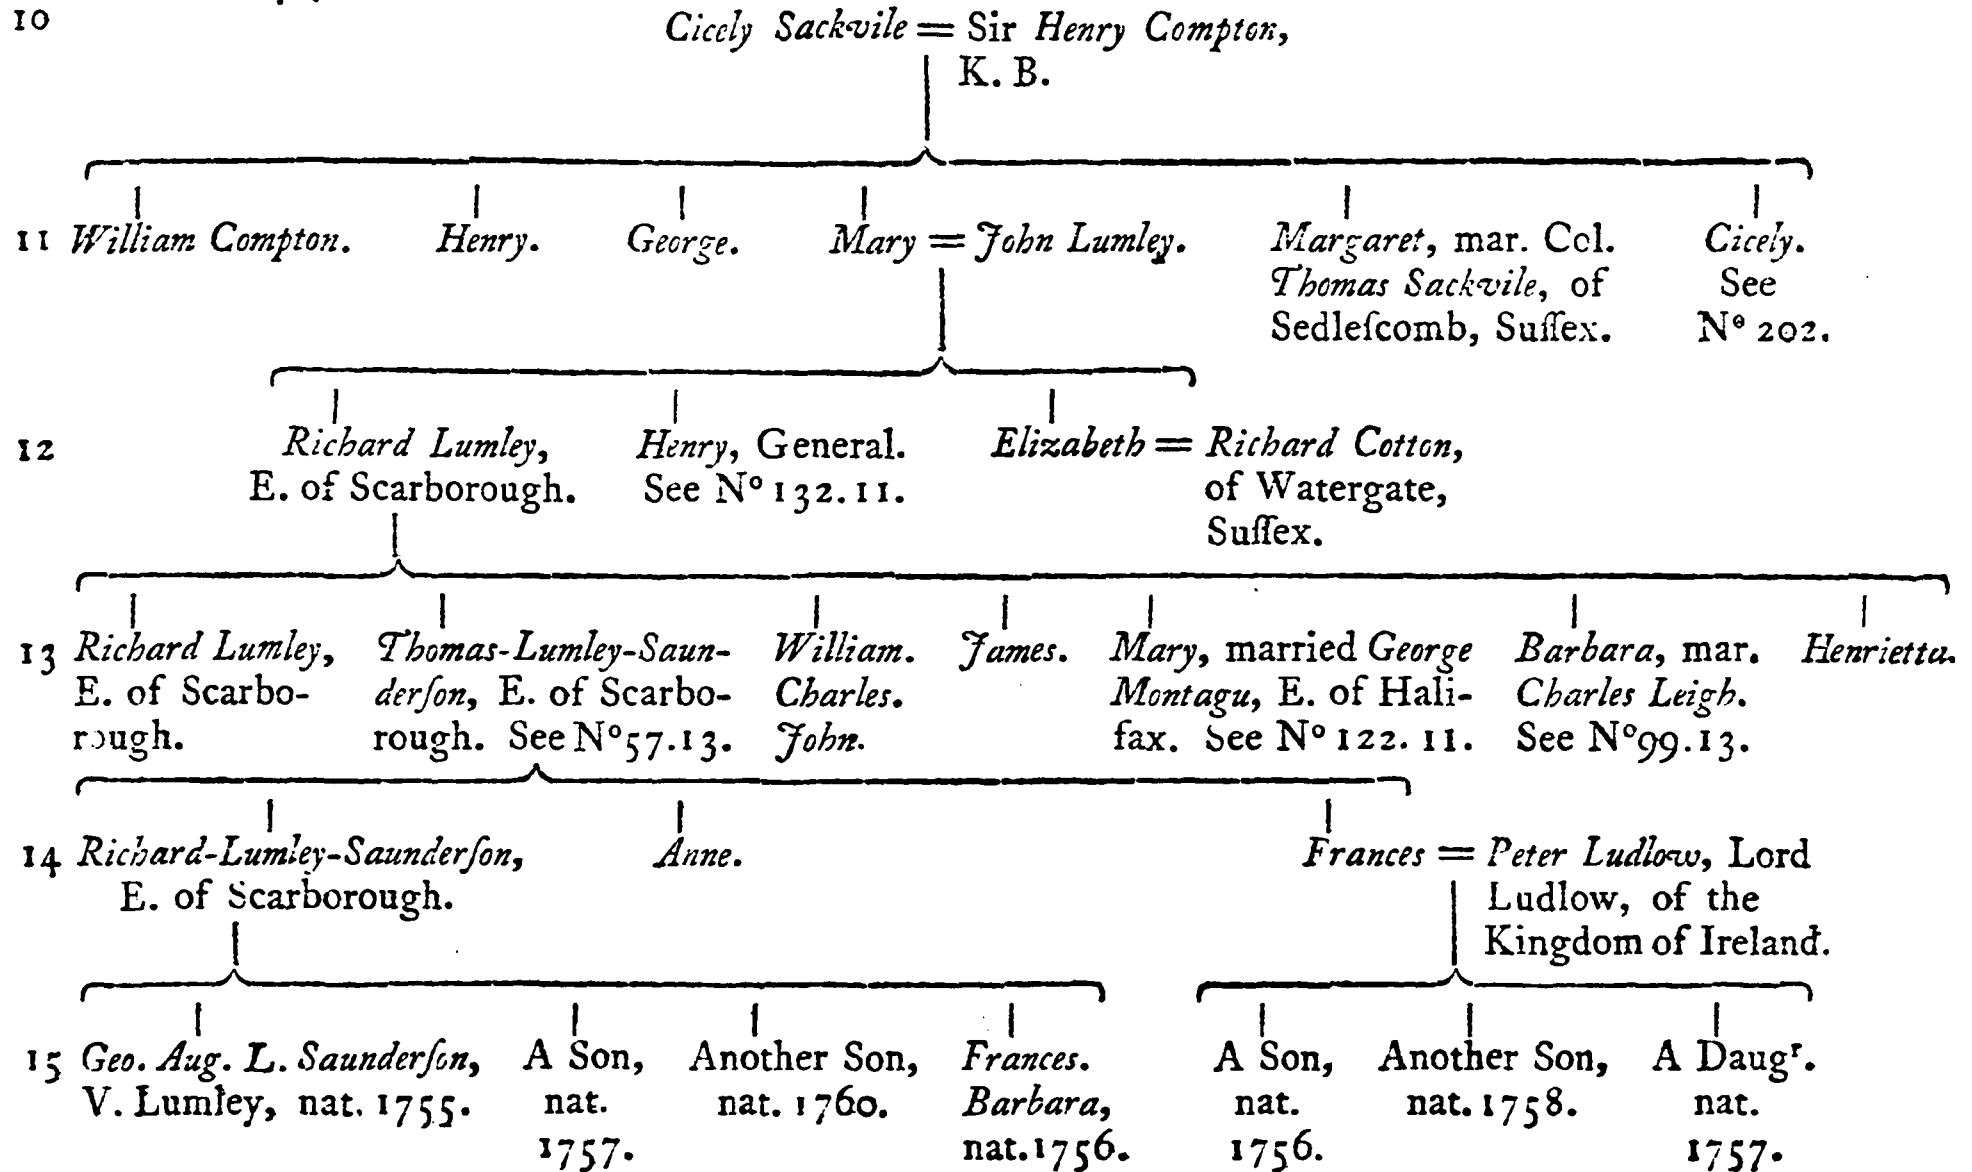 10 Cicely Sackvile = Sir Henry Compton,
K. B.
11 William Compton. Henry. George. Mary = John Lumley. Margaret, mar. Col. Cicely.
Thomas Sackvile, of See
Sedleſcomb, Suſſex. Nº 202.
12 Richard Lumley, Henry, General. Elizabeth = Richard Cotton,
E. of Scarborough. See Nº 132. 11. of Watergate,
Suſſex.
13 Richard Lumley, Thomas-Lumley-Saun- William. James. Mary, married George Barbara, mar. Henrietta.
E. of Scarbo- derſon, E. of Scarbo- Charles. Montagu, E. of Hali- Charles Leigh.
rough. rough. See Nº 57. 13. John. fax. See Nº 122. 11. See Nº 99. 13.
14 Richard-Lumley-Saunderſon, Anne. Frances = Peter Ludlow, Lord
E. of Scarborough. Ludlow, of the
Kingdom of Ireland.
15 Geo. Aug. L. Saunderſon, A Son, Another Son, Frances. A Son, Another Son, A Daugʳ.
V. Lumley, nat. 1755. nat. nat. 1760. Barbara, nat. nat. 1758. nat.
1757. nat. 1756. 1756. 1757.